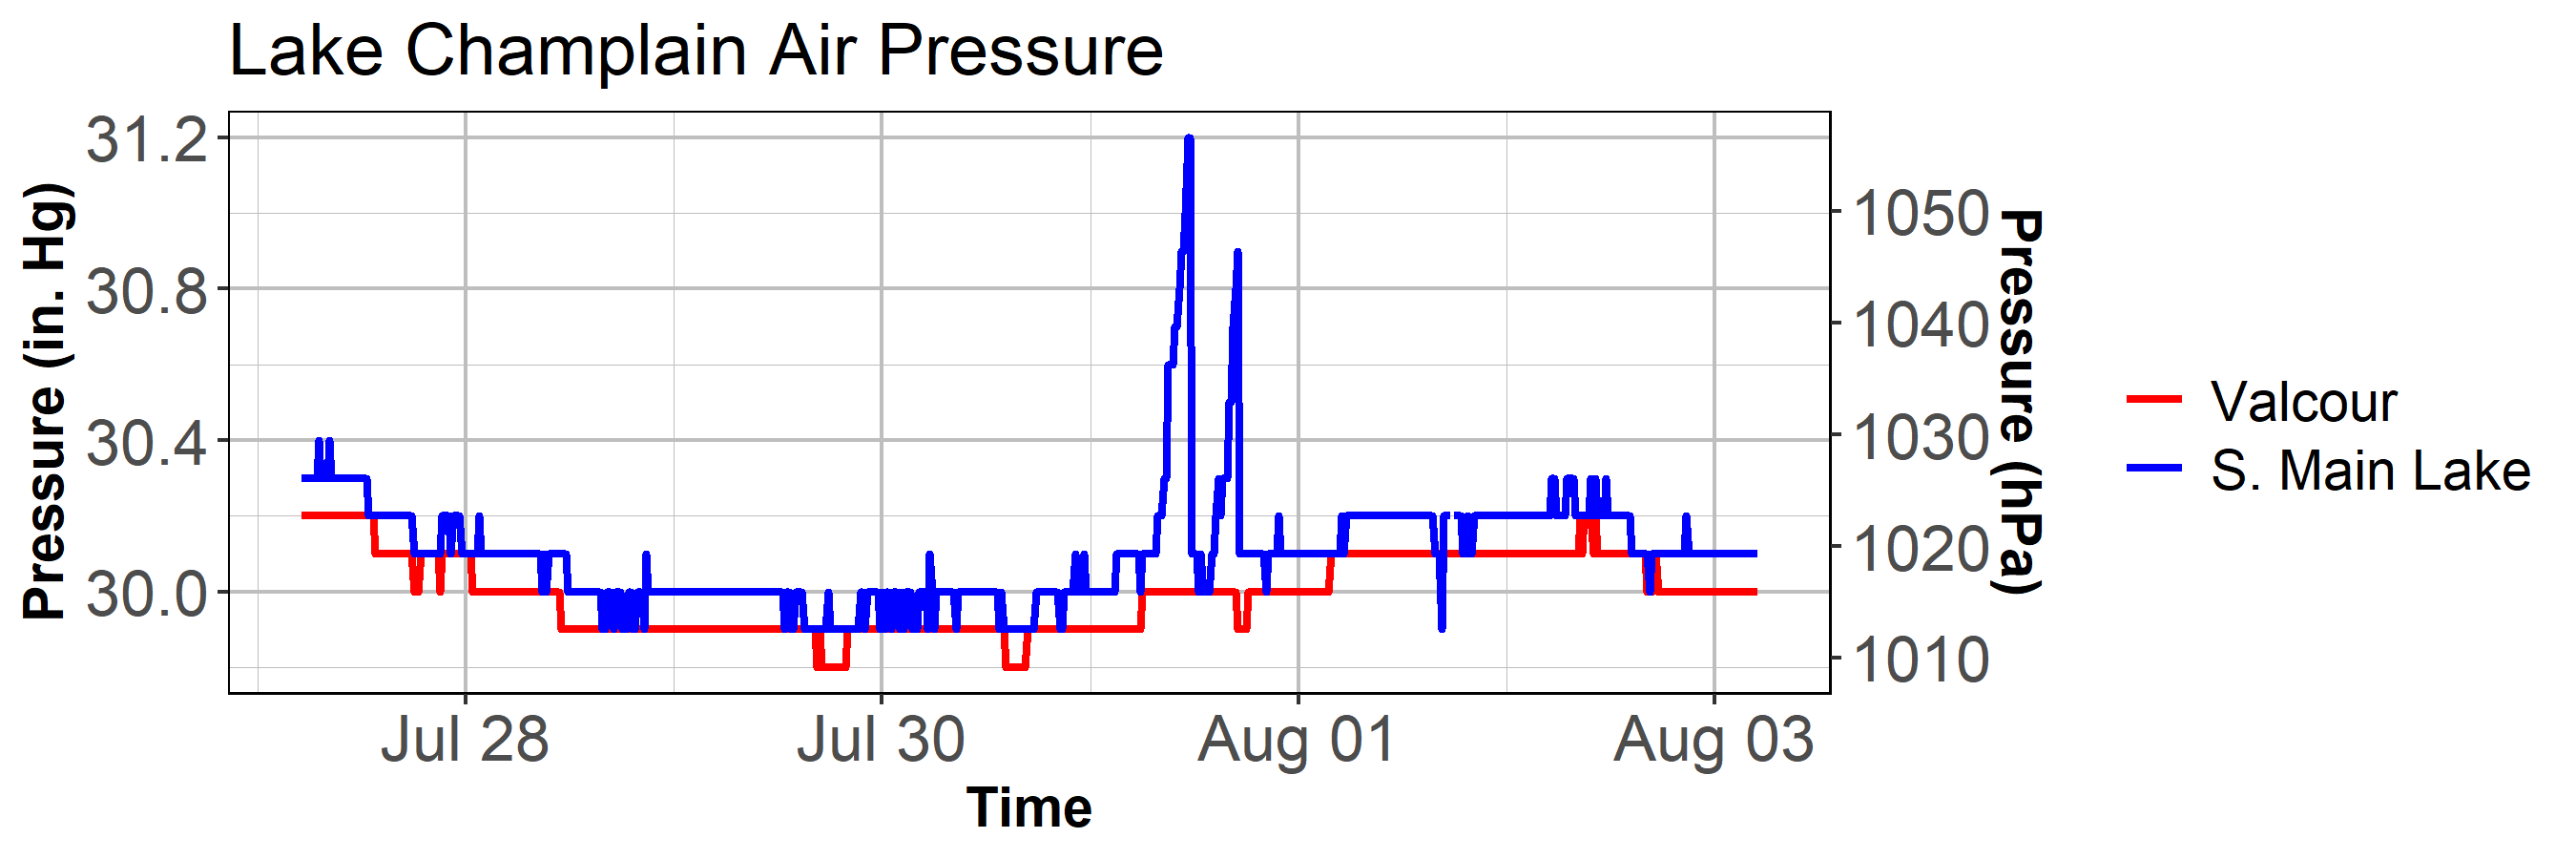 Lake Champlain Air Pressure
Pressure (in. Hg)
31.2
30.8
30.4
30.0
1050
1040
1030
1020
1010
Pressure (hPa)
Jul 28
Jul 30
Aug 01
Aug 03
Time
Valcour
S. Main Lake